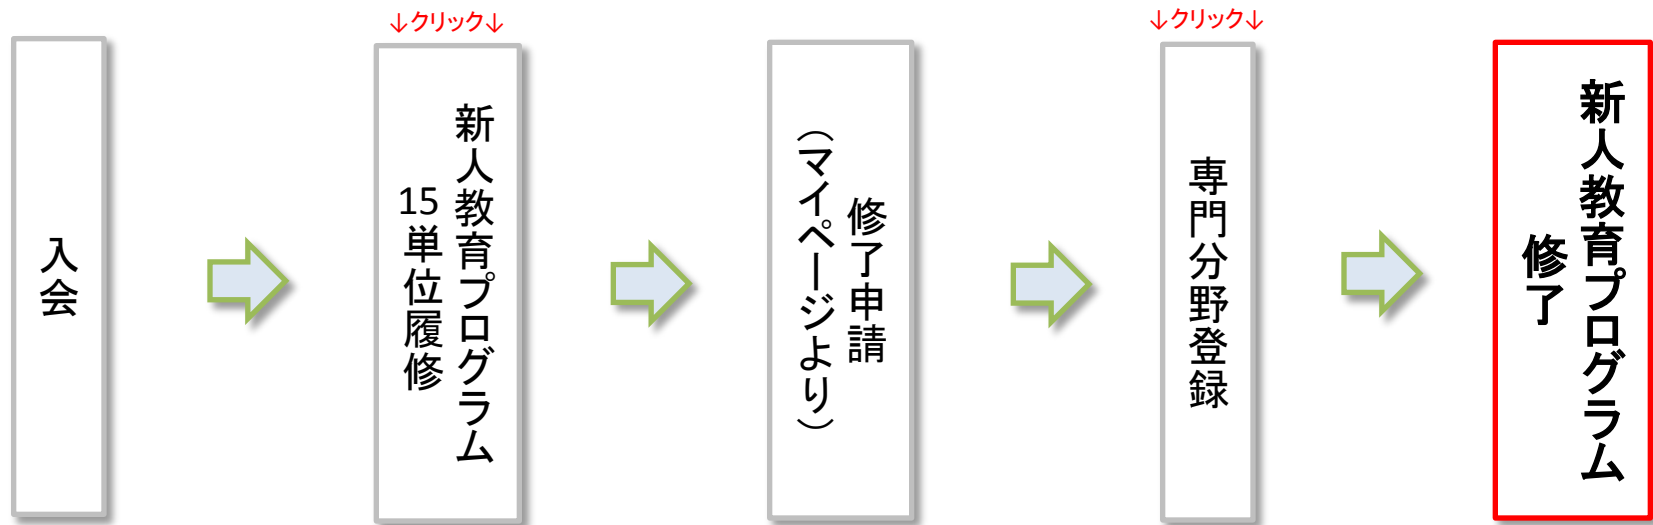 入会
↓クリック↓
新人教育プログラム
15単位履修
修了申請
（マイページより）
↓クリック↓
専門分野登録
新人教育プログラム
修了